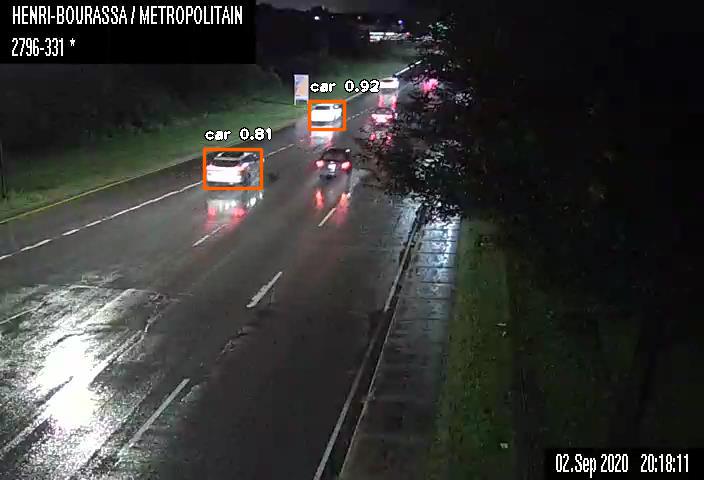 HENRI-BOURASSA / METROPOLITAIN
2796-331 *
car 0.92
car 0.81
02.Sep 2020 20:18:11